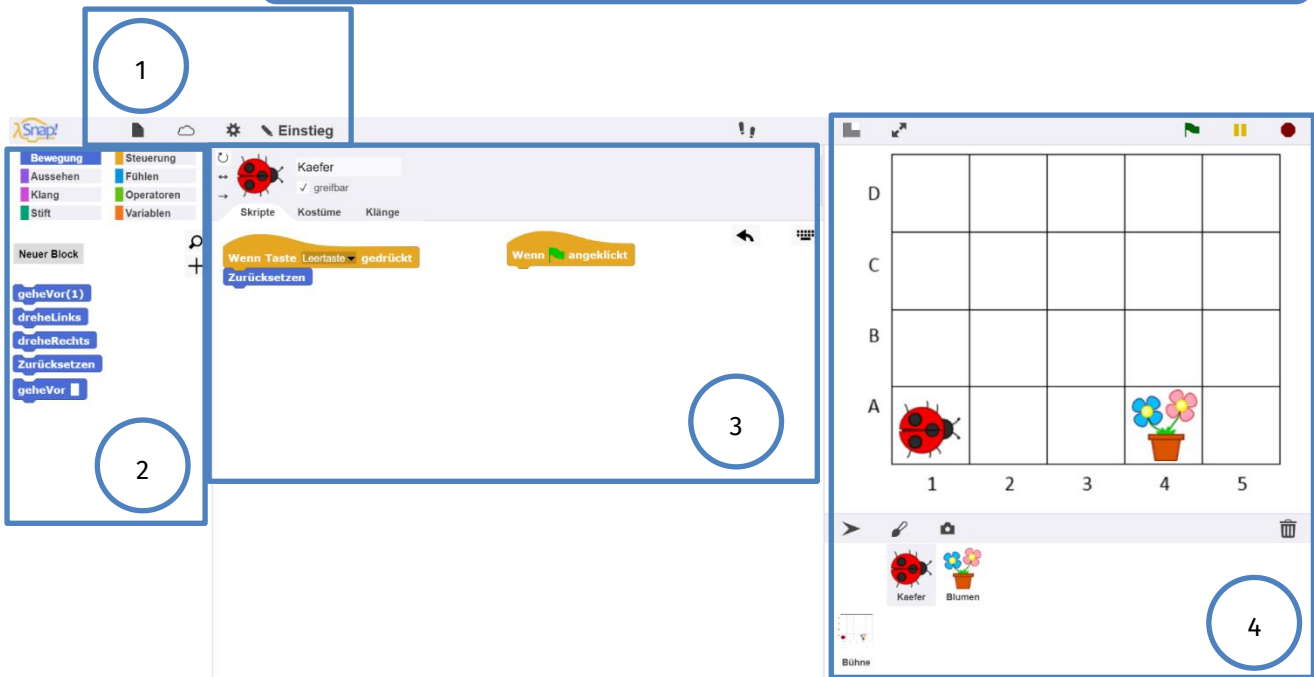 1
λSnap!
Einstieg
Bewegung
Steuerung
Aussehen
Fühlen
Klang
Operatoren
Stift
Variablen
Neuer Block
geheVor(1)
dreheLinks
dreheRechts
Zurücksetzen
geheVor
2
Kaefer
✓ greifbar
Skripte Kostüme Klänge
Wenn Taste Leertaste gedrückt
Zurücksetzen
Wenn angeklickt
3
D
C
B
A
1 2 3 4 5
Kaefer
Blumen
Bühne
4